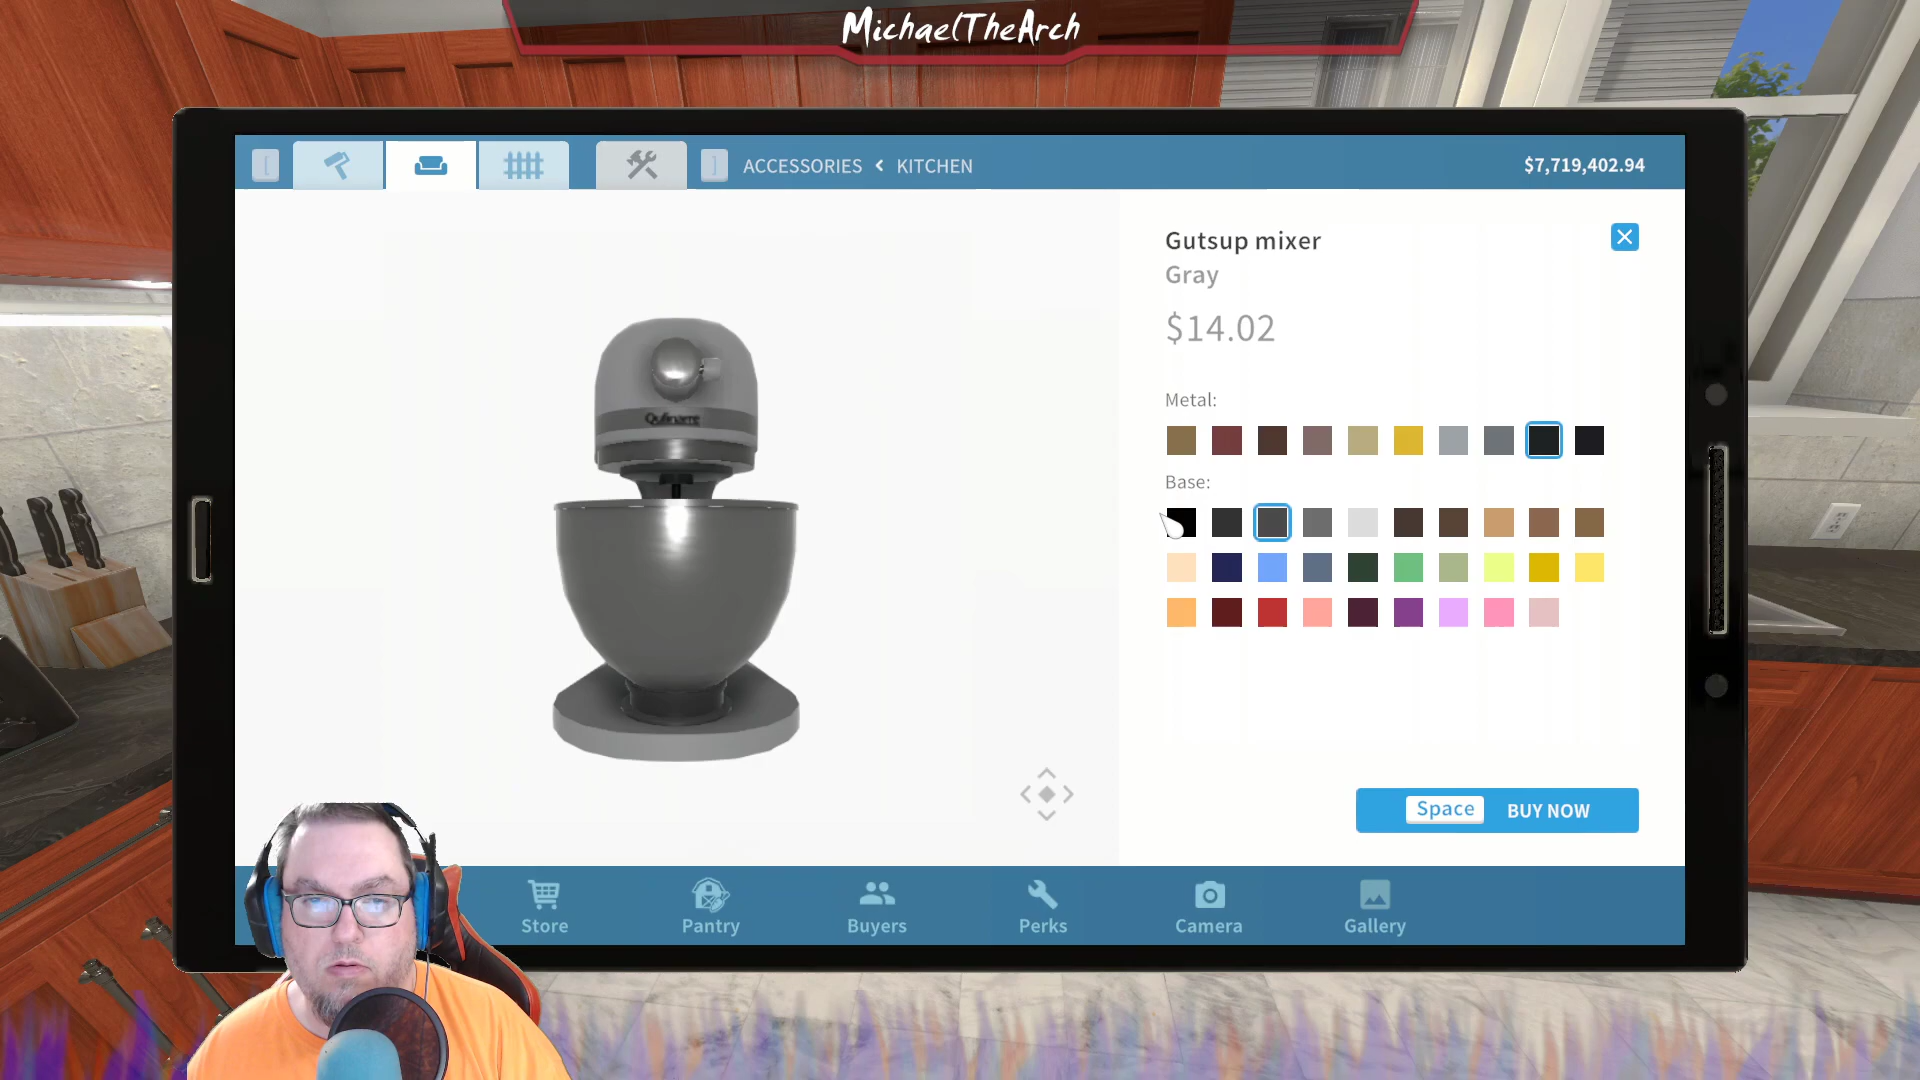 MichaelTheArch
[
]
ACCESSORIES < KITCHEN
$7,719,402.94
Gutsup mixer
Gray
$14.02
Metal:
Base:
Space BUY NOW
Store
Pantry
Buyers
Perks
Camera
Gallery